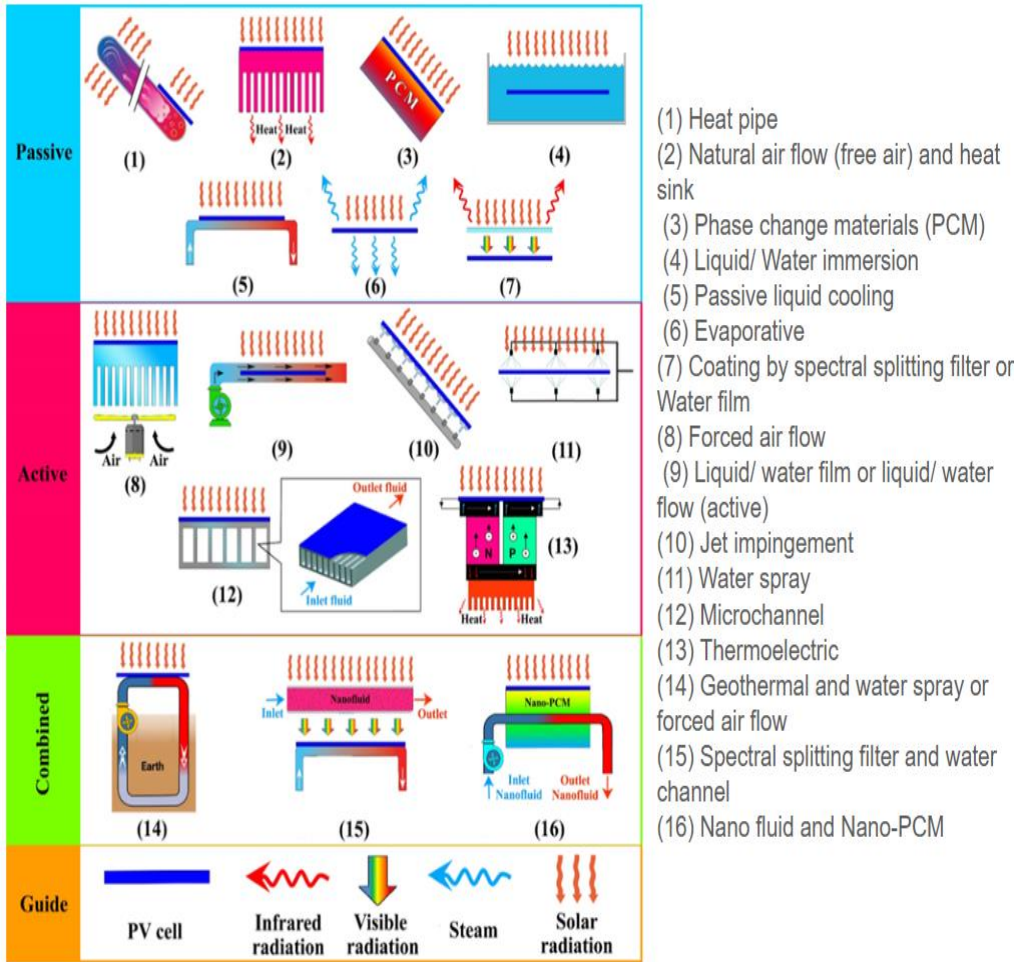 Passive
PCM
Heat Heat
(1) (2) (3) (4)
(5) (6) (7)
Active
Air Air
(8) (9) (10) (11)
Outlet fluid
Inlet fluid
N P
Heat Heat
(12) (13)
Combined
Earth
Nanofluid
Inlet Outlet
Nano-PCM
Inlet Nanofluid
Outlet Nanofluid
(14) (15) (16)
Guide
PV cell
Infrared radiation
Visible radiation
Steam
Solar radiation
(1) Heat pipe
(2) Natural air flow (free air) and heat
sink
(3) Phase change materials (PCM)
(4) Liquid/ Water immersion
(5) Passive liquid cooling
(6) Evaporative
(7) Coating by spectral splitting filter or
Water film
(8) Forced air flow
(9) Liquid/ water film or liquid/ water
flow (active)
(10) Jet impingement
(11) Water spray
(12) Microchannel
(13) Thermoelectric
(14) Geothermal and water spray or
forced air flow
(15) Spectral splitting filter and water
channel
(16) Nano fluid and Nano-PCM